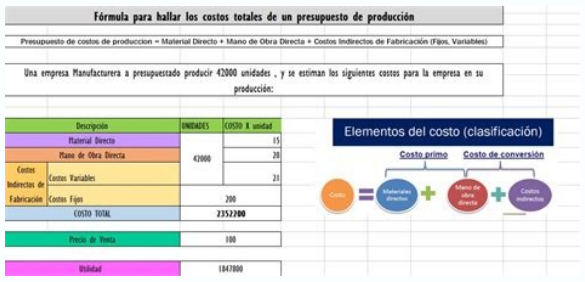 Fórmula para hallar los costos totales de un presupuesto de producción
Presupuesto de costos de produccion = Material Directo + Mano de Obra Directa + Costos Indirectos de Fabricación (Fijos, Variables)
Una empresa Manufacturera a presupuestado producir 42000 unidades , y se estiman los siguientes costos para la empresa en su
producción:
Descripción UNIDADES COSTO X unidad
Material Directo 15
Mano de Obra Directa 20
42000
Costos
Indirectos de
Fabricación
Costos Variables 21
Costos Fijos 200
COSTO TOTAL 2352200
Precio de Venta 100
Utilidad 1847800
Elementos del costo (clasificación)
Costo primo Costo de conversión
Costo = Materiales directos + Mano de obra directa + Costos indirectos